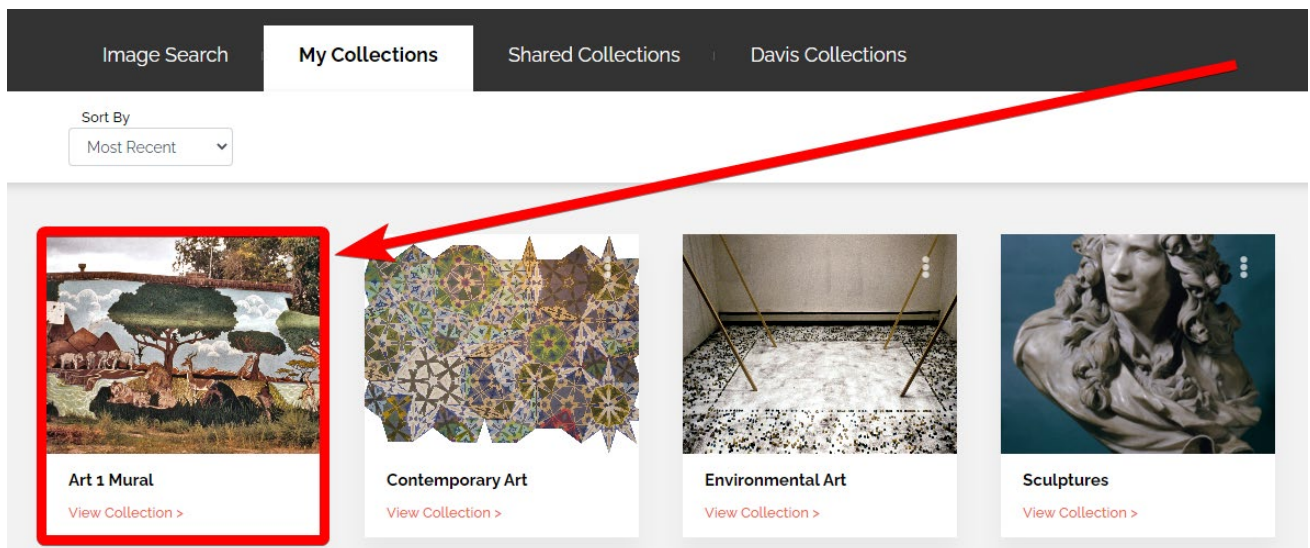 Image Search My Collections Shared Collections Davis Collections
Sort By
Most Recent
Art 1 Mural Contemporary Art Environmental Art Sculptures
View Collection > View Collection > View Collection > View Collection >